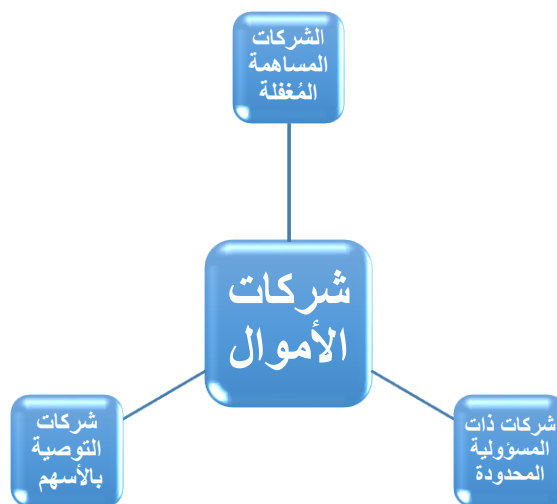 الشركات
المساهمة
المُغفلة
شركات
الأموال
شركات ذات
المسؤولية
المحدودة
شركات
التوصية
بالأسهم